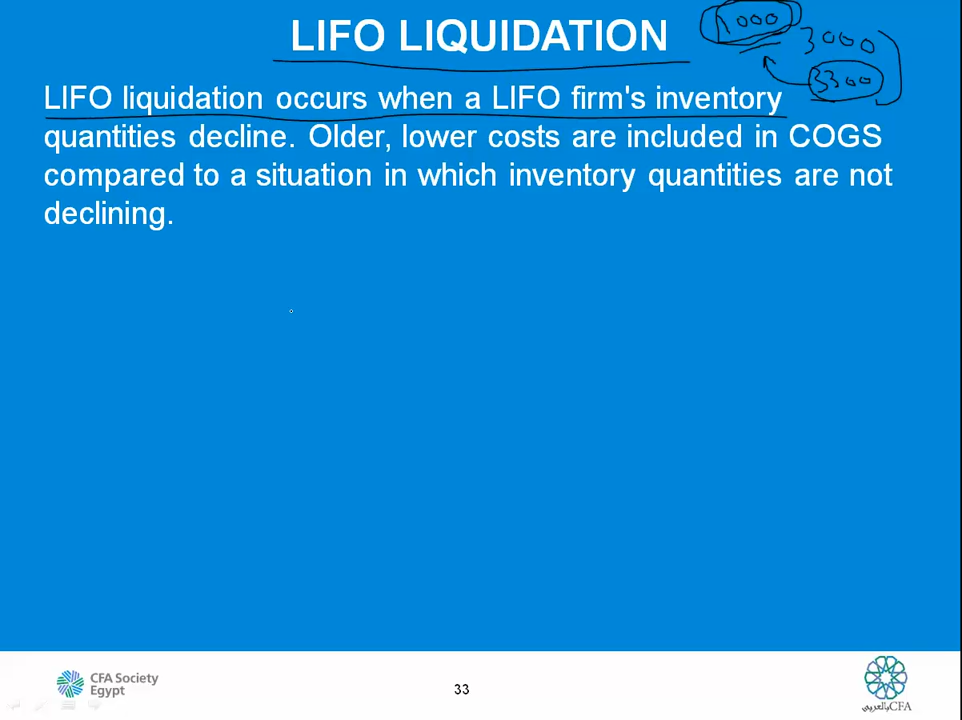 LIFO LIQUIDATION
1000
3000
3300
LIFO liquidation occurs when a LIFO firm's inventory
quantities decline. Older, lower costs are included in COGS
compared to a situation in which inventory quantities are not
declining.
CFA Society
Egypt
33
CFAبالعربي